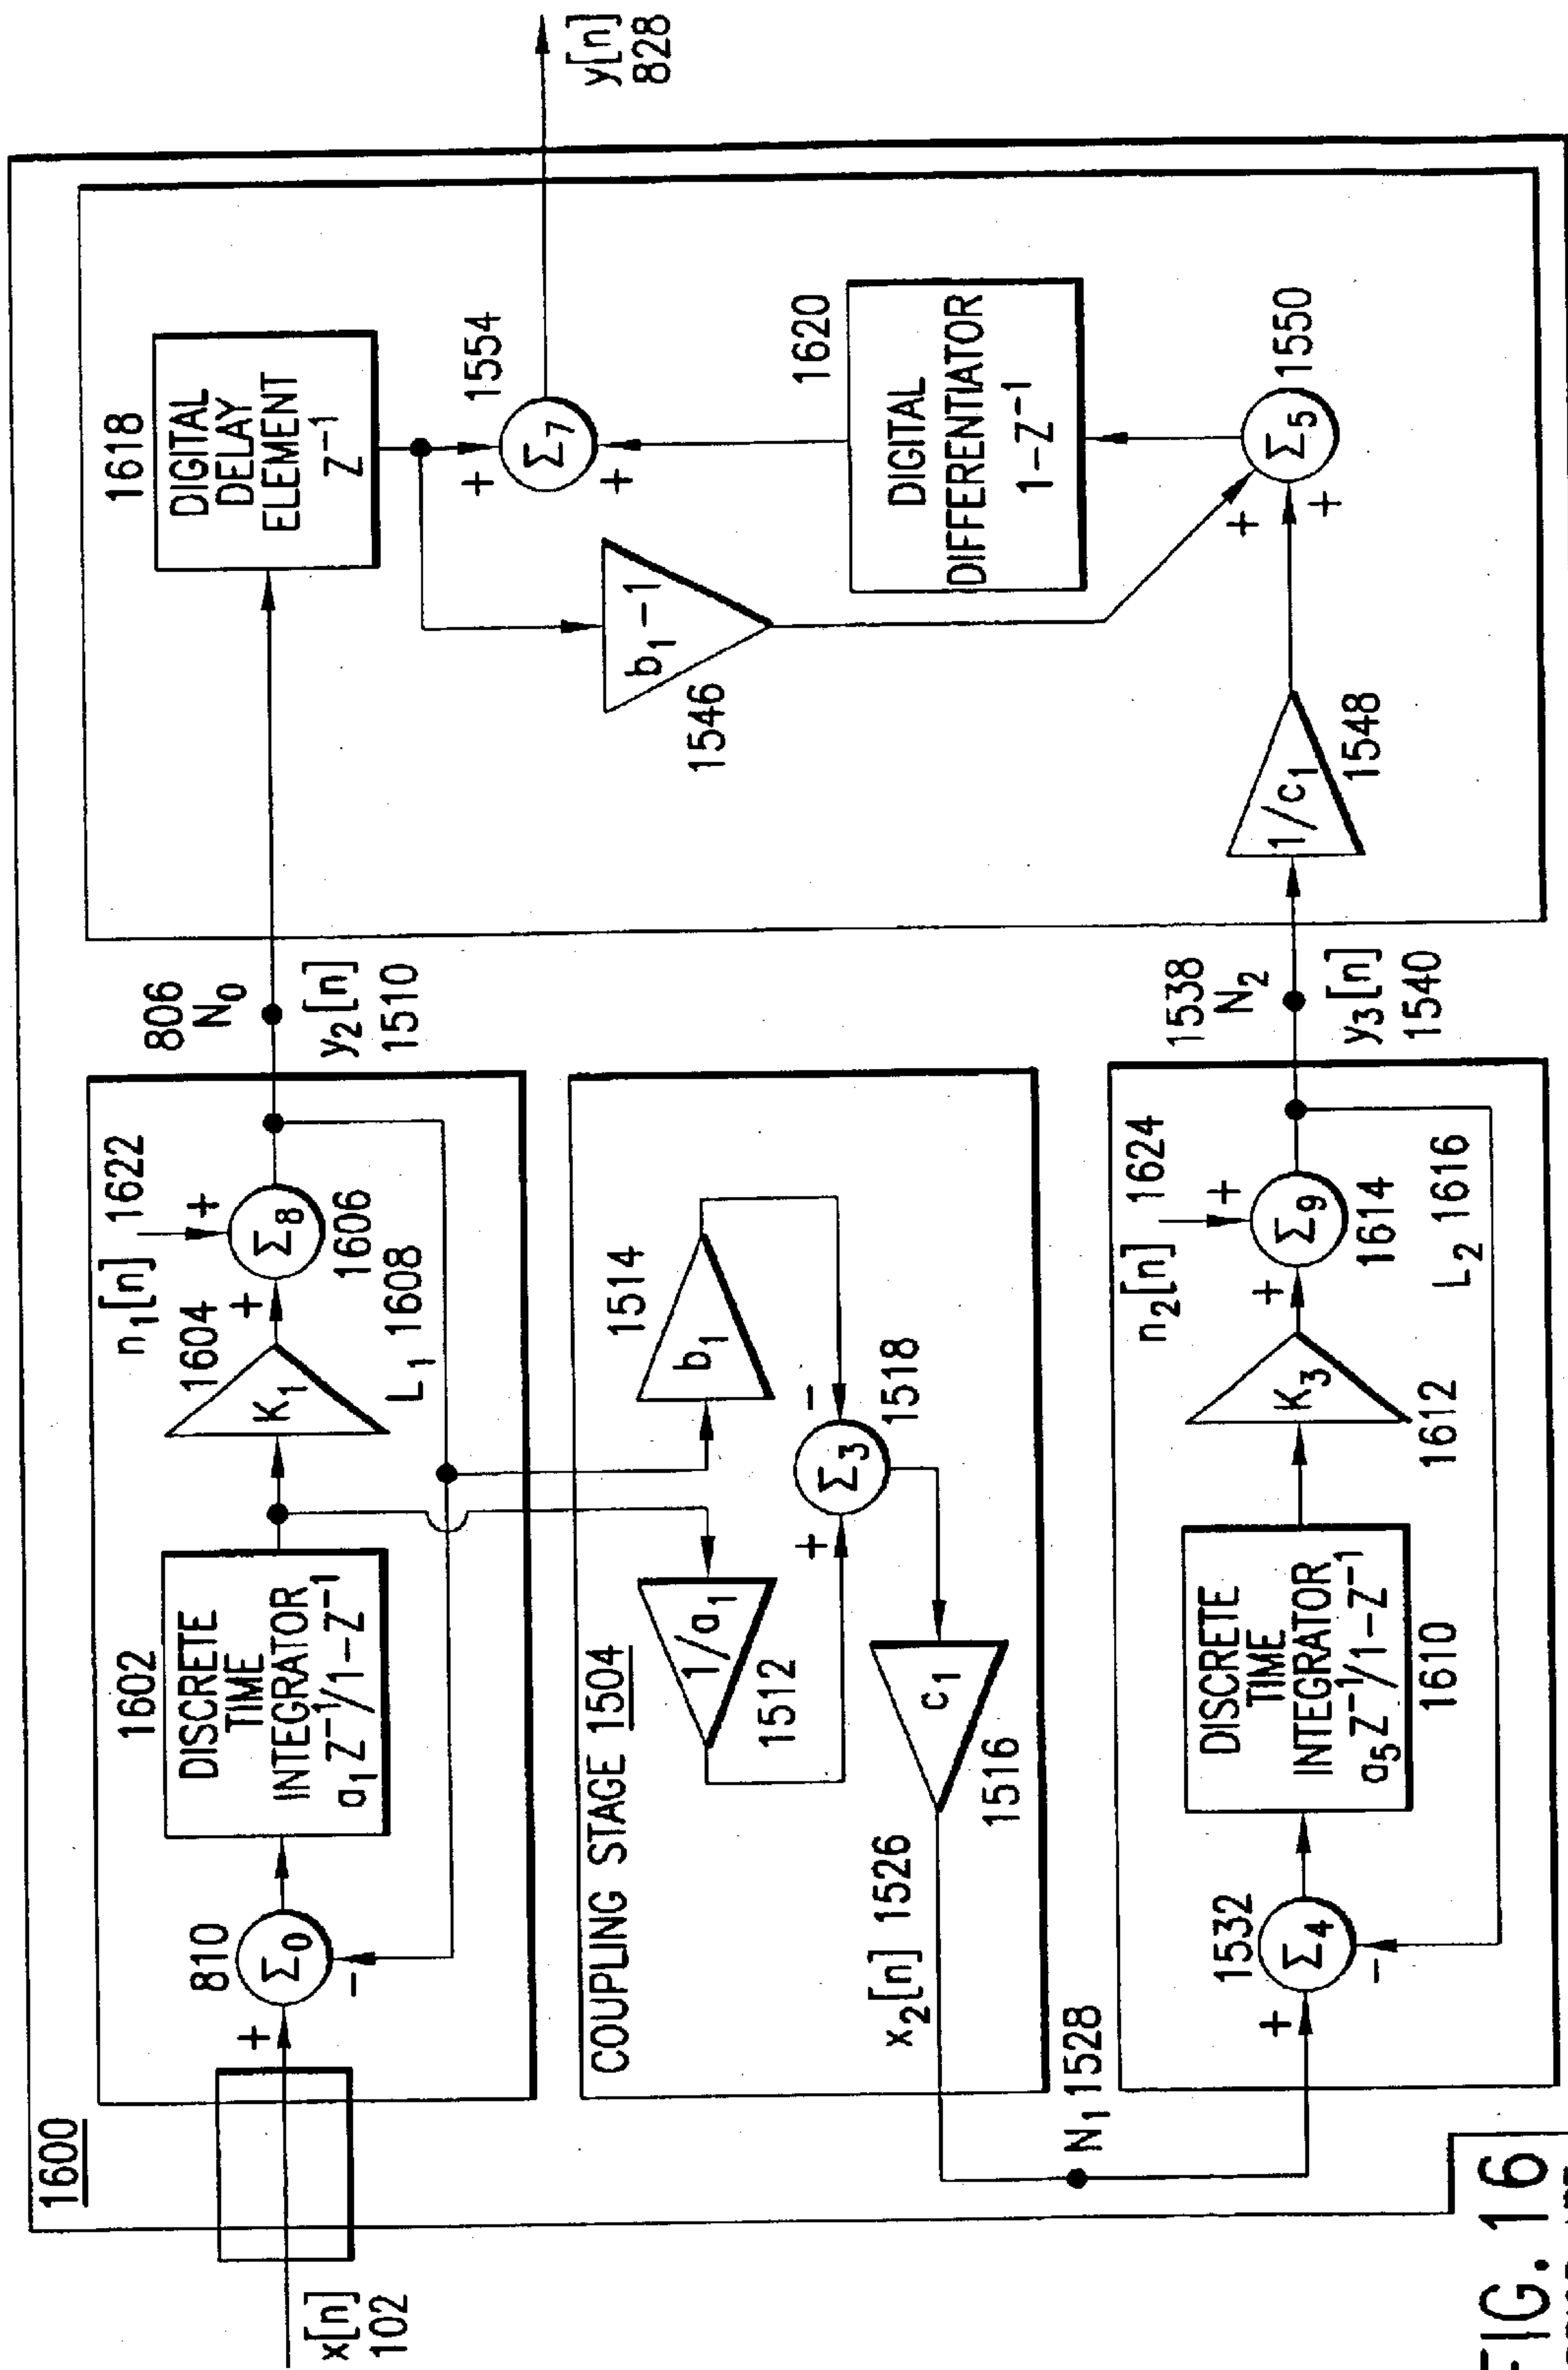 1600
x[n]
102
+
810
Σ0
-
1602
DISCRETE
TIME
INTEGRATOR
a1Z-1/1-Z-1
K1
1604
n1[n]
1622
+
+
Σ8
1606
L1 1608
806
N0
y2[n]
1510
COUPLING STAGE 1504
1/a1
1512
b1
1514
+
-
Σ3
1518
c1
1516
x2[n] 1526
N1 1528
+
1532
Σ4
-
DISCRETE
TIME
INTEGRATOR
a5Z-1/1-Z-1
1610
K3
1612
n2[n]
1624
+
+
Σ9
1614
L2 1616
1538
N2
y3[n]
1540
1618
DIGITAL
DELAY
ELEMENT
Z-1
b1-1
1546
+
Σ7
1554
+
y[n]
828
1620
DIGITAL
DIFFERENTIATOR
1-Z-1
1/c1
1548
+
+
Σ5
1550
FIG. 16